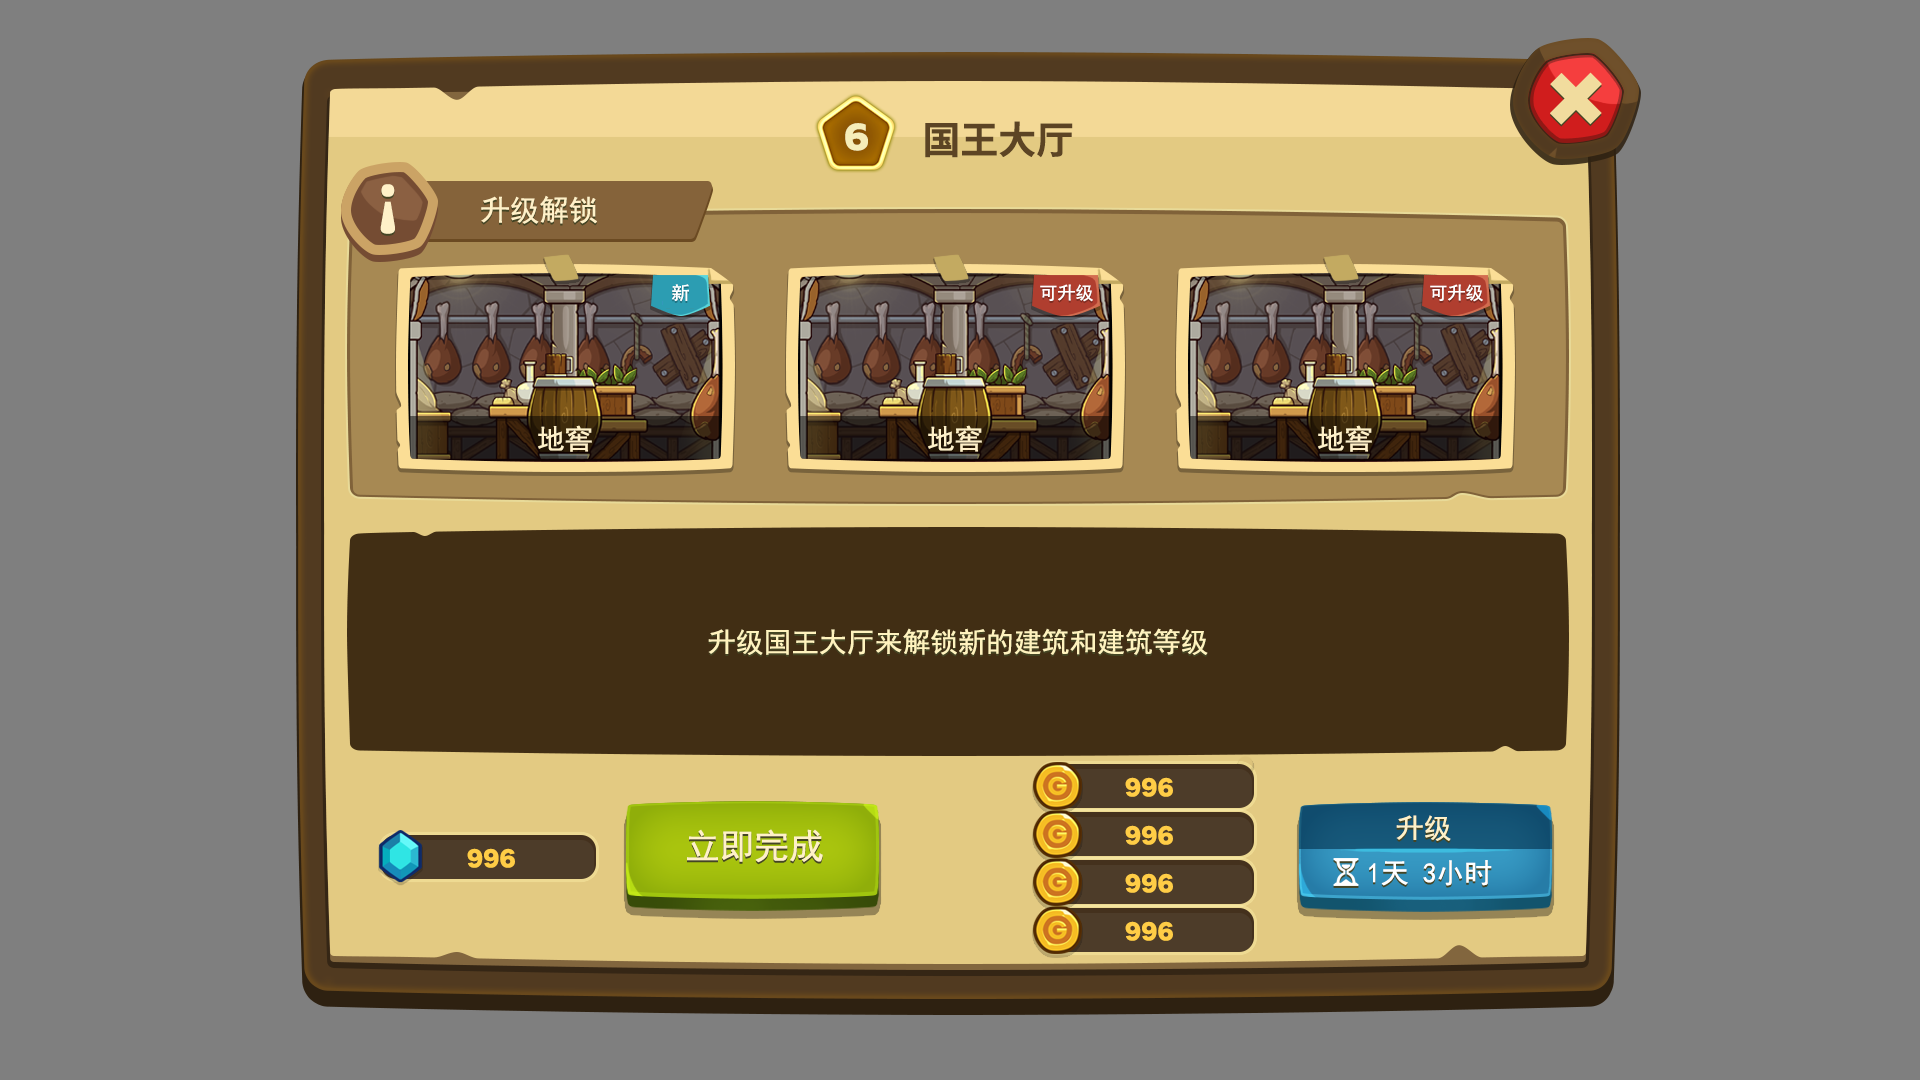 6 国王大厅
升级解锁
新
可升级
可升级
地窖
地窖
地窖
升级国王大厅来解锁新的建筑和建筑等级
996
立即完成
996
996
996
996
升级
1天 3小时